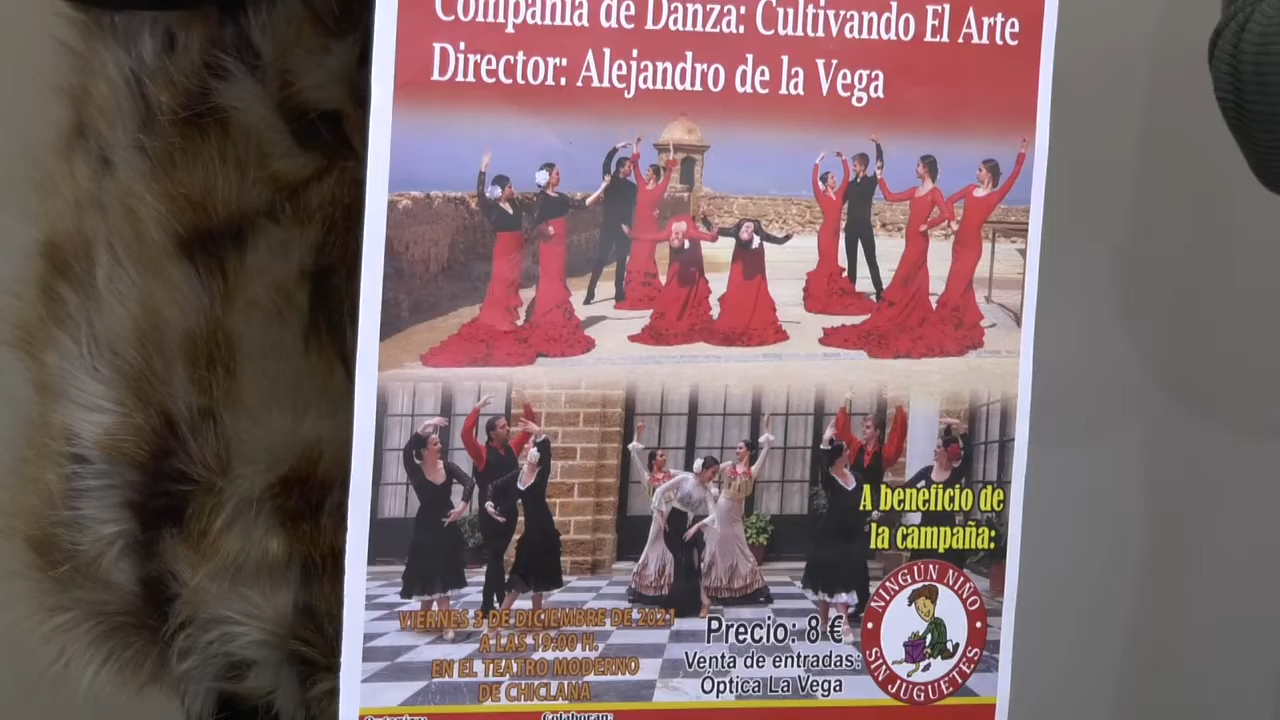 Compañía de Danza: Cultivando El Arte
Director: Alejandro de la Vega
A beneficio de
la campaña:
NINGÚN NIÑO
SIN JUGUETES
VIERNES 3 DE DICIEMBRE DE 2021
A LAS 19:00 H.
EN EL TEATRO MODERNO
DE CHICLANA
Precio: 8 €
Venta de entradas:
Óptica La Vega
Colaboran: